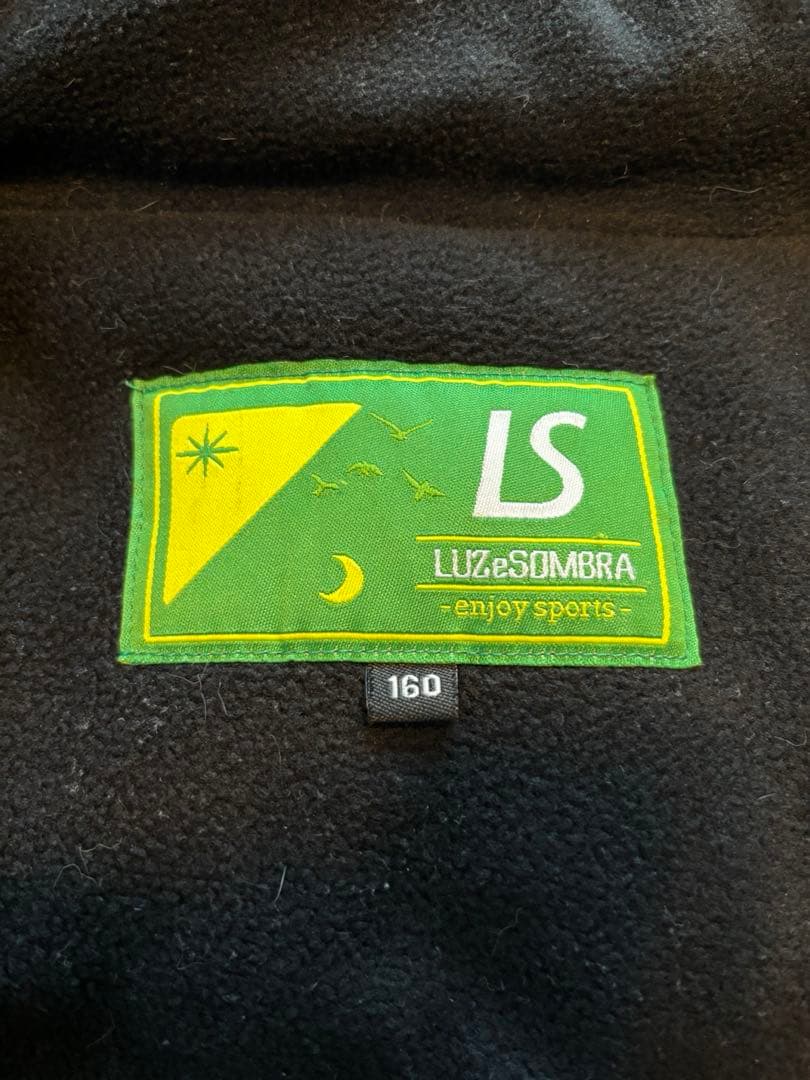 LS
LUZeSOMBRA
-enjoy sports-
160